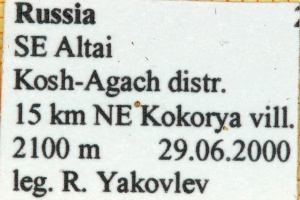 Russia
SE Altai
Kosh-Agach distr.
15 km NE Kokorya vill.
2100 m 29.06.2000
leg. R. Yakovlev